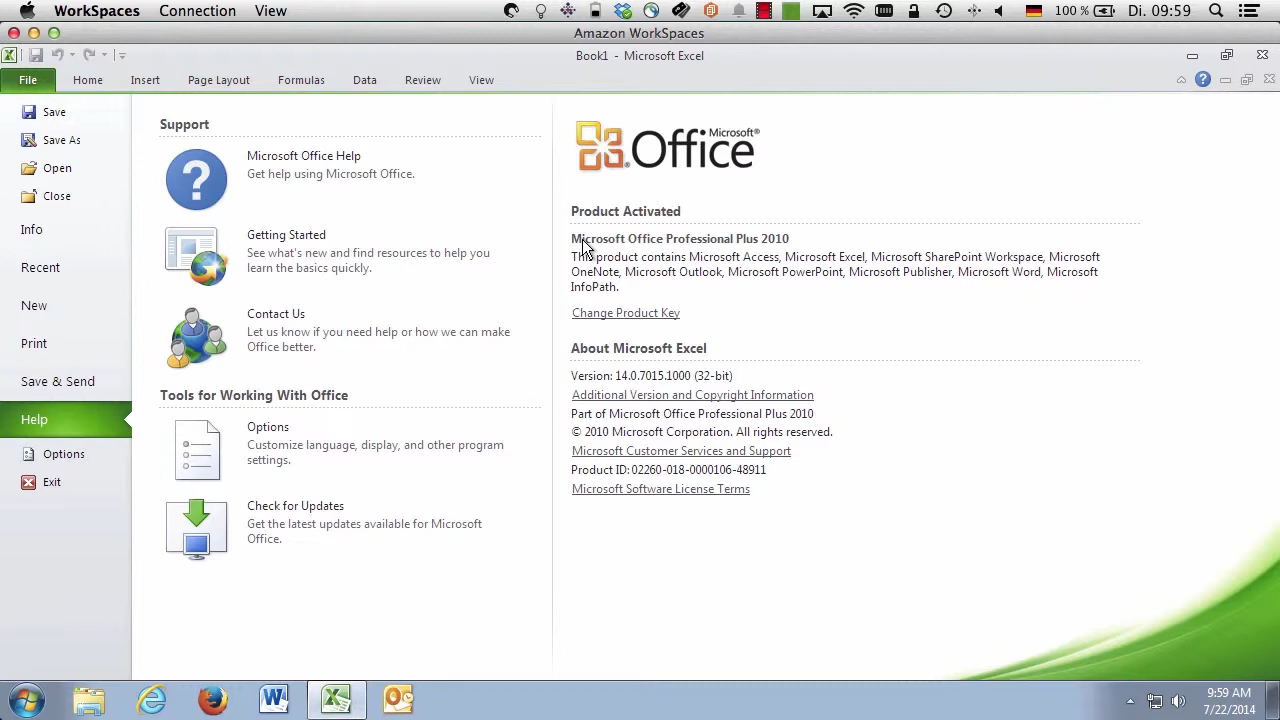 WorkSpaces Connection View 100 % Di. 09:59
Amazon WorkSpaces
Book1 - Microsoft Excel
File Home Insert Page Layout Formulas Data Review View
Save
Save As
Open
Close
Info
Recent
New
Print
Save & Send
Help
Options
Exit
Support
Microsoft Office Help
Get help using Microsoft Office.
Getting Started
See what's new and find resources to help you
learn the basics quickly.
Contact Us
Let us know if you need help or how we can make
Office better.
Tools for Working With Office
Options
Customize language, display, and other program
settings.
Check for Updates
Get the latest updates available for Microsoft
Office.
Microsoft®
Office
Product Activated
Microsoft Office Professional Plus 2010
This product contains Microsoft Access, Microsoft Excel, Microsoft SharePoint Workspace, Microsoft
OneNote, Microsoft Outlook, Microsoft PowerPoint, Microsoft Publisher, Microsoft Word, Microsoft
InfoPath.
Change Product Key
About Microsoft Excel
Version: 14.0.7015.1000 (32-bit)
Additional Version and Copyright Information
Part of Microsoft Office Professional Plus 2010
© 2010 Microsoft Corporation. All rights reserved.
Microsoft Customer Services and Support
Product ID: 02260-018-0000106-48911
Microsoft Software License Terms
9:59 AM
7/22/2014